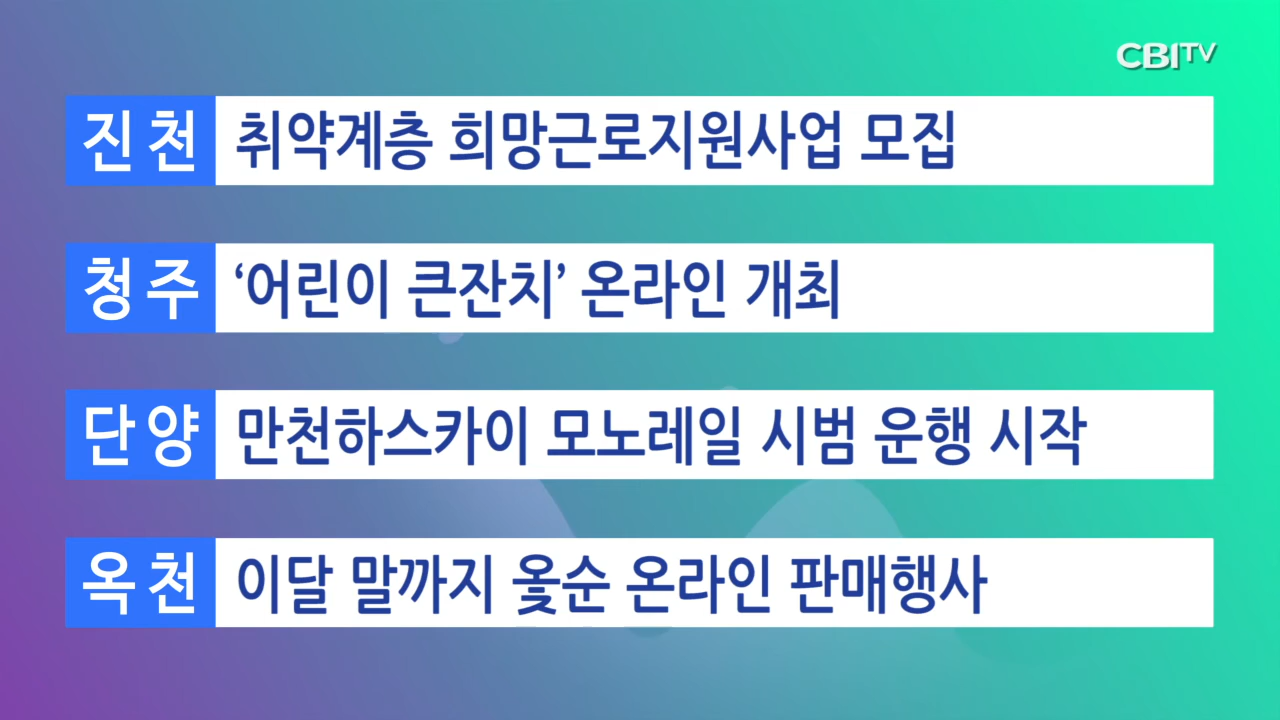 CBITV
진천 취약계층 희망근로지원사업 모집
청주 ‘어린이 큰잔치’ 온라인 개최
단양 만천하스카이 모노레일 시범 운행 시작
옥천 이달 말까지 옻순 온라인 판매행사